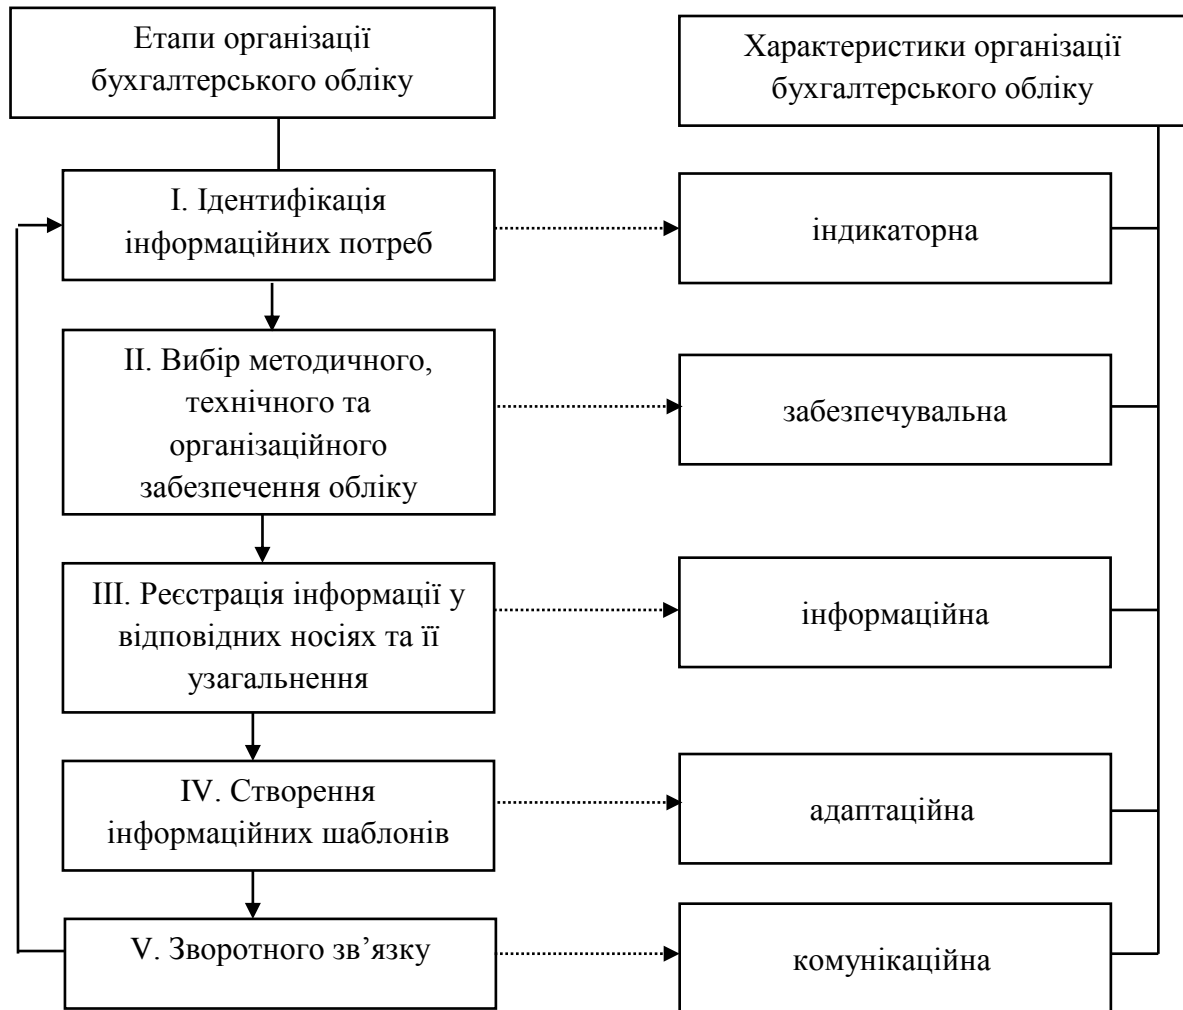 Етапи організації
бухгалтерського обліку
Характеристики організації
бухгалтерського обліку
І. Ідентифікація
інформаційних потреб
індикаторна
ІІ. Вибір методичного,
технічного та
організаційного
забезпечення обліку
забезпечувальна
ІІІ. Реєстрація інформації у
відповідних носіях та її
узагальнення
інформаційна
IV. Створення
інформаційних шаблонів
адаптаційна
V. Зворотного зв’язку
комунікаційна